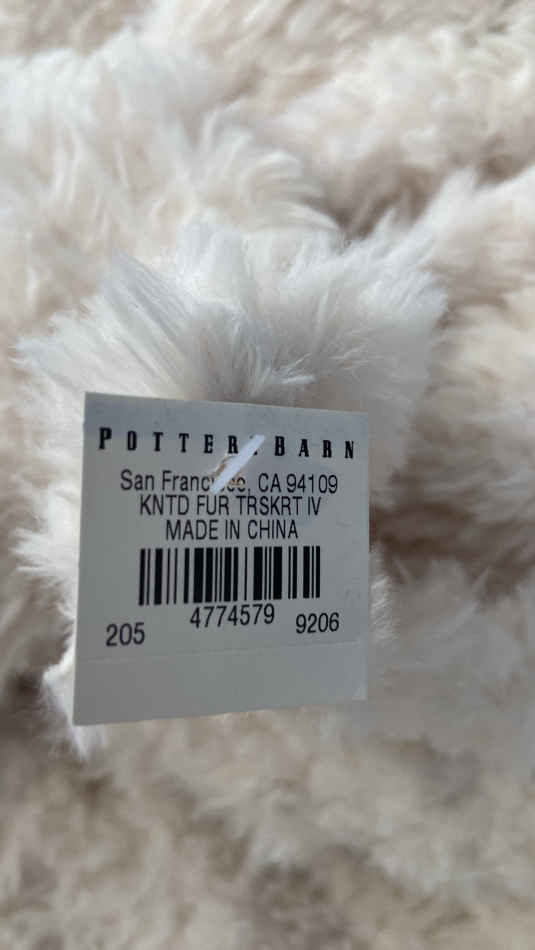 POTTERY BARN
San Francisco, CA 94109
KNTD FUR TRSKRT IV
MADE IN CHINA
4774579
205 9206